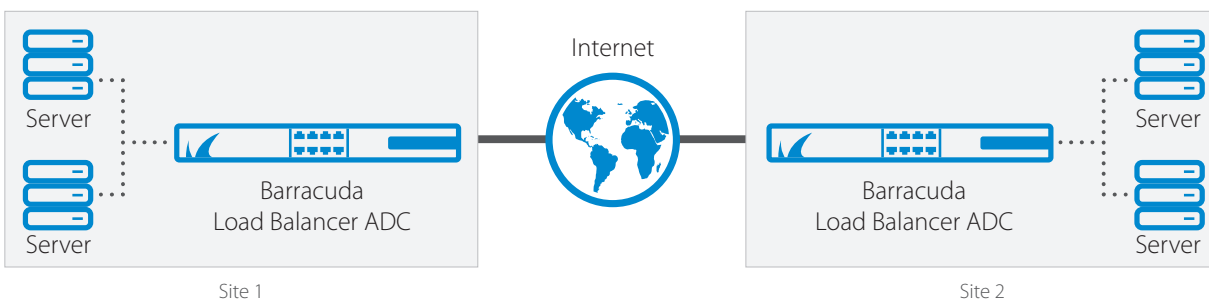 Internet
Server
Server
Barracuda
Load Balancer ADC
Server
Server
Barracuda
Load Balancer ADC
Site 1
Site 2